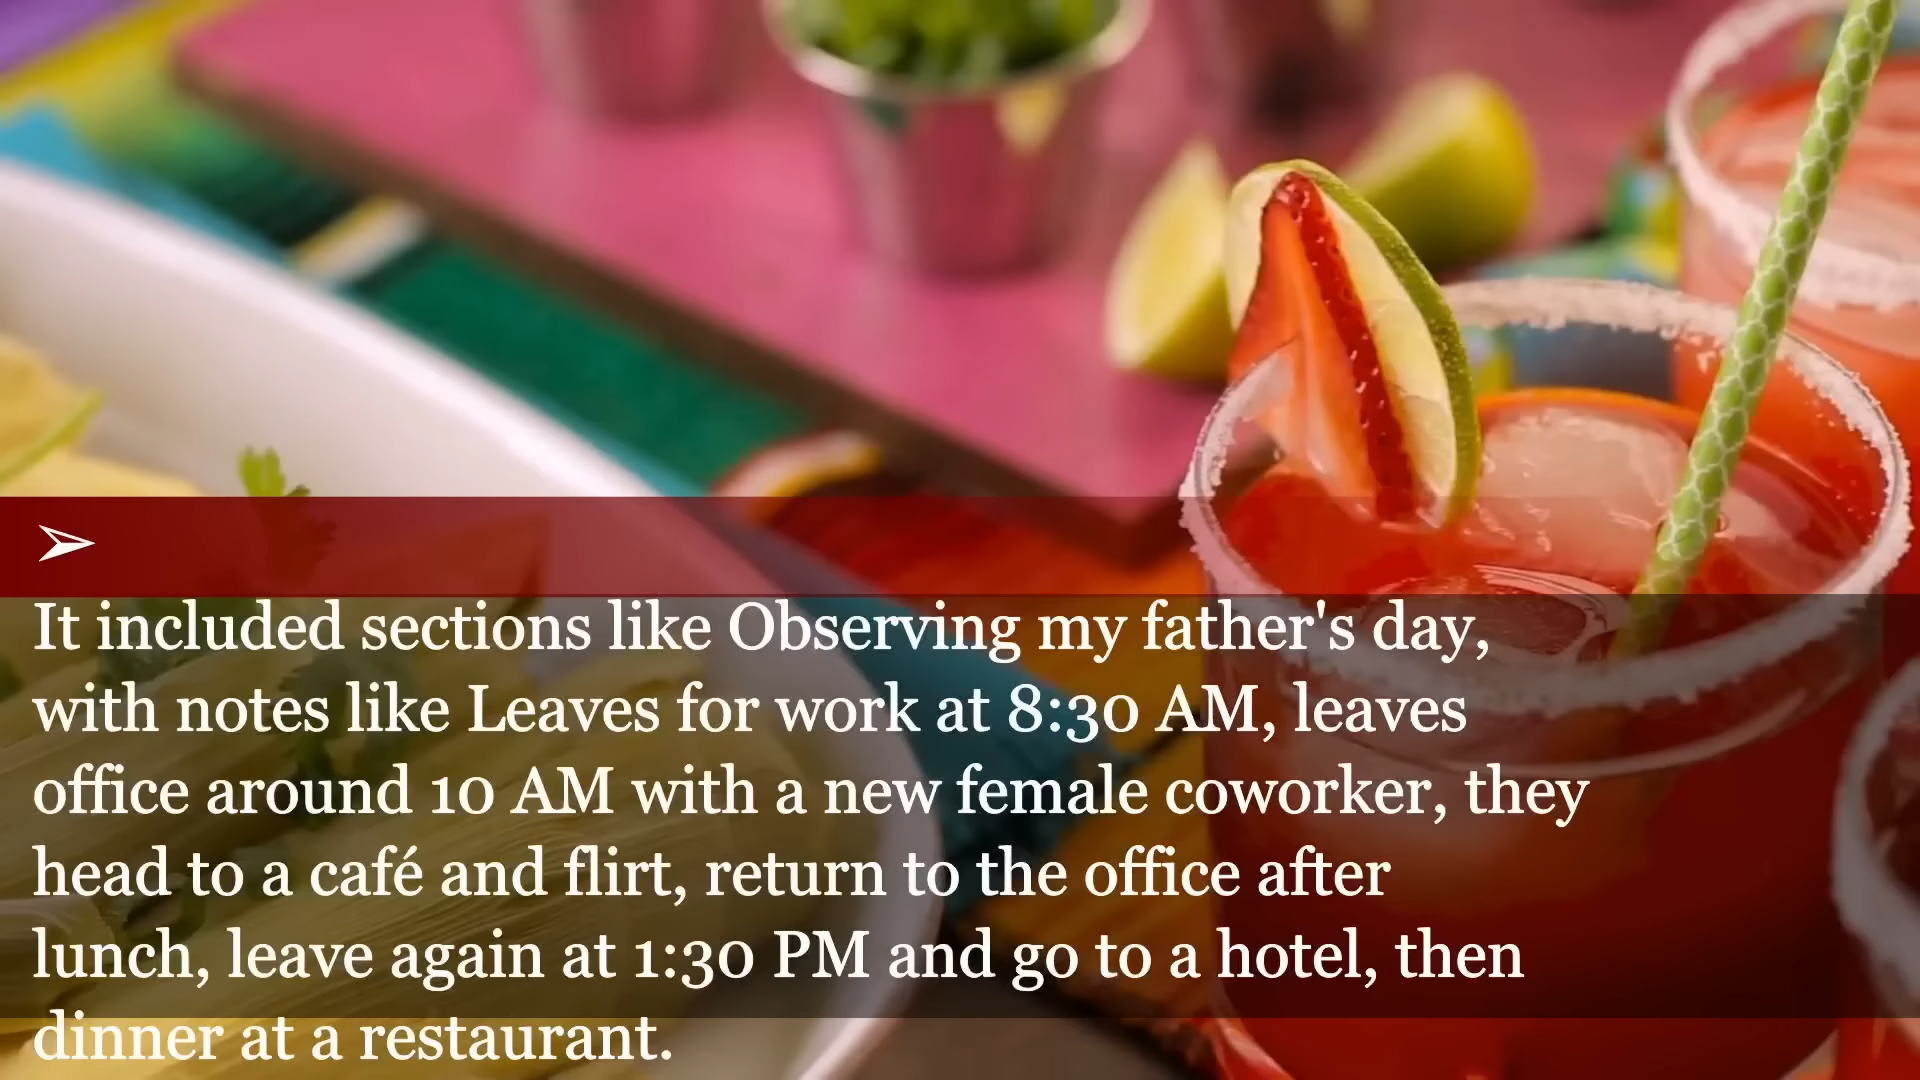 It included sections like Observing my father's day,
with notes like Leaves for work at 8:30 AM, leaves
office around 10 AM with a new female coworker, they
head to a café and flirt, return to the office after
lunch, leave again at 1:30 PM and go to a hotel, then
dinner at a restaurant.